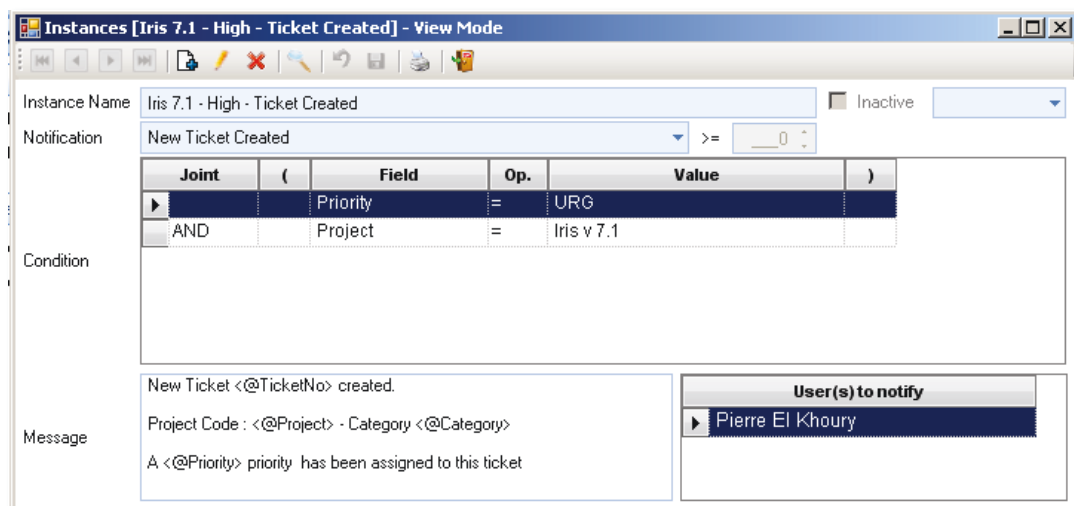 Instances [Iris 7.1 - High - Ticket Created] - View Mode
Instance Name Iris 7.1 - High - Ticket Created Inactive
Notification New Ticket Created >= ___0
Joint ( Field Op. Value )
Priority = URG
AND Project = Iris v 7.1
Condition
Message
New Ticket <@TicketNo> created.
Project Code : <@Project> - Category <@Category>
A <@Priority> priority has been assigned to this ticket
User(s) to notify
Pierre El Khoury